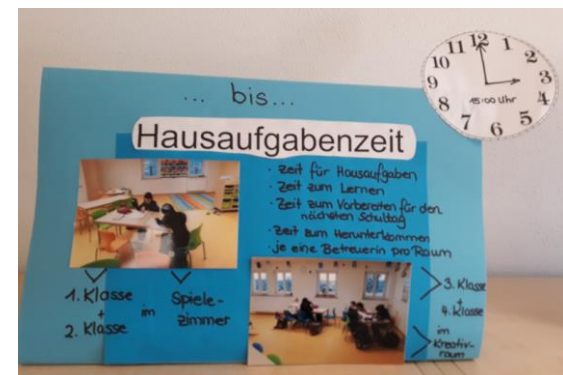 ... bis...
Hausaufgabenzeit
11 12 1
10 2
9 3
8 15:00 Uhr 4
7 6 5
· Zeit für Hausaufgaben
· Zeit zum Lernen
· Zeit zum Vorbereiten für den
nächsten Schultag
· Zeit zum Herunterkommen
· je eine Betreuerin pro Raum
1. Klasse
+
2. Klasse
im
Spiele-
zimmer
3. Klasse
+
4. Klasse
im
Kreativ-
raum